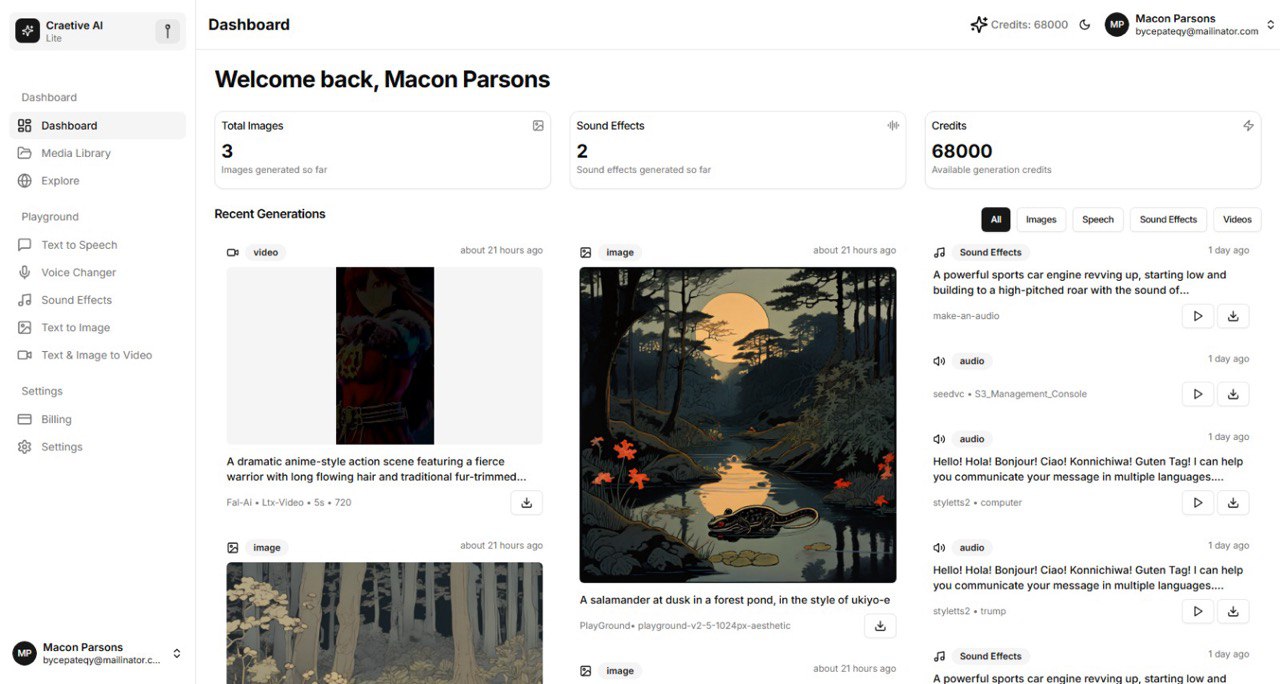 Craetive AI
Lite
Dashboard
Dashboard
Media Library
Explore
Playground
Text to Speech
Voice Changer
Sound Effects
Text to Image
Text & Image to Video
Settings
Billing
Settings
MP
Macon Parsons
bycepateqy@mailinator.c...
Dashboard
Credits: 68000
MP
Macon Parsons
bycepateqy@mailinator.com
Welcome back, Macon Parsons
Total Images
3
Images generated so far
Sound Effects
2
Sound effects generated so far
Credits
68000
Available generation credits
Recent Generations
All
Images
Speech
Sound Effects
Videos
video
about 21 hours ago
A dramatic anime-style action scene featuring a fierce
warrior with long flowing hair and traditional fur-trimmed...
Fal-Ai • Ltx-Video • 5s • 720
image
about 21 hours ago
image
about 21 hours ago
A salamander at dusk in a forest pond, in the style of ukiyo-e
PlayGround• playground-v2-5-1024px-aesthetic
image
about 21 hours ago
Sound Effects
1 day ago
A powerful sports car engine revving up, starting low and
building to a high-pitched roar with the sound of...
make-an-audio
audio
1 day ago
seedvc • S3_Management_Console
audio
1 day ago
Hello! Hola! Bonjour! Ciao! Konnichiwa! Guten Tag! I can help
you communicate your message in multiple languages....
styletts2 • computer
audio
1 day ago
Hello! Hola! Bonjour! Ciao! Konnichiwa! Guten Tag! I can help
you communicate your message in multiple languages....
styletts2 • trump
Sound Effects
1 day ago
A powerful sports car engine revving up, starting low and